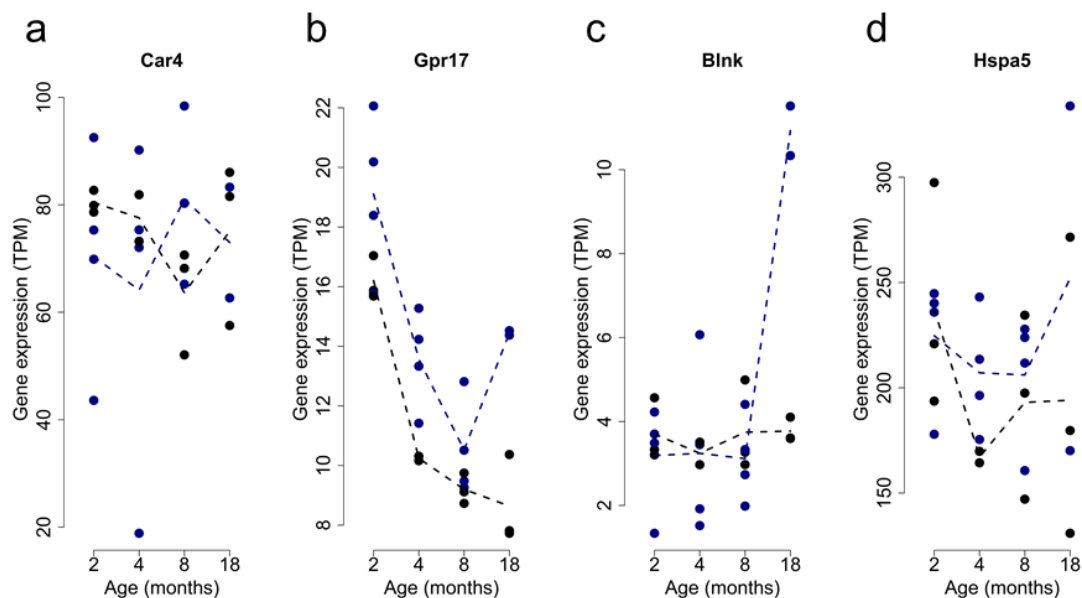 a
Car4
Gene expression (TPM)
100
80
60
40
20
2 4 8 18
Age (months)
b
Gpr17
Gene expression (TPM)
22
20
18
16
14
12
10
8
2 4 8 18
Age (months)
c
Blnk
Gene expression (TPM)
10
8
6
4
2
2 4 8 18
Age (months)
d
Hspa5
Gene expression (TPM)
300
250
200
150
2 4 8 18
Age (months)